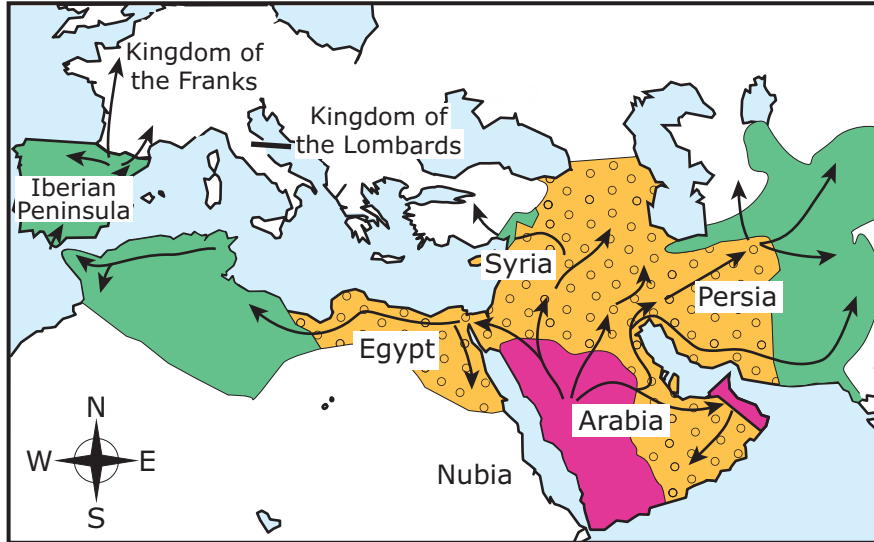 Kingdom of
the Franks
Kingdom of
the Lombards
Iberian
Peninsula
Syria
Persia
Egypt
Arabia
Nubia
N
W E
S